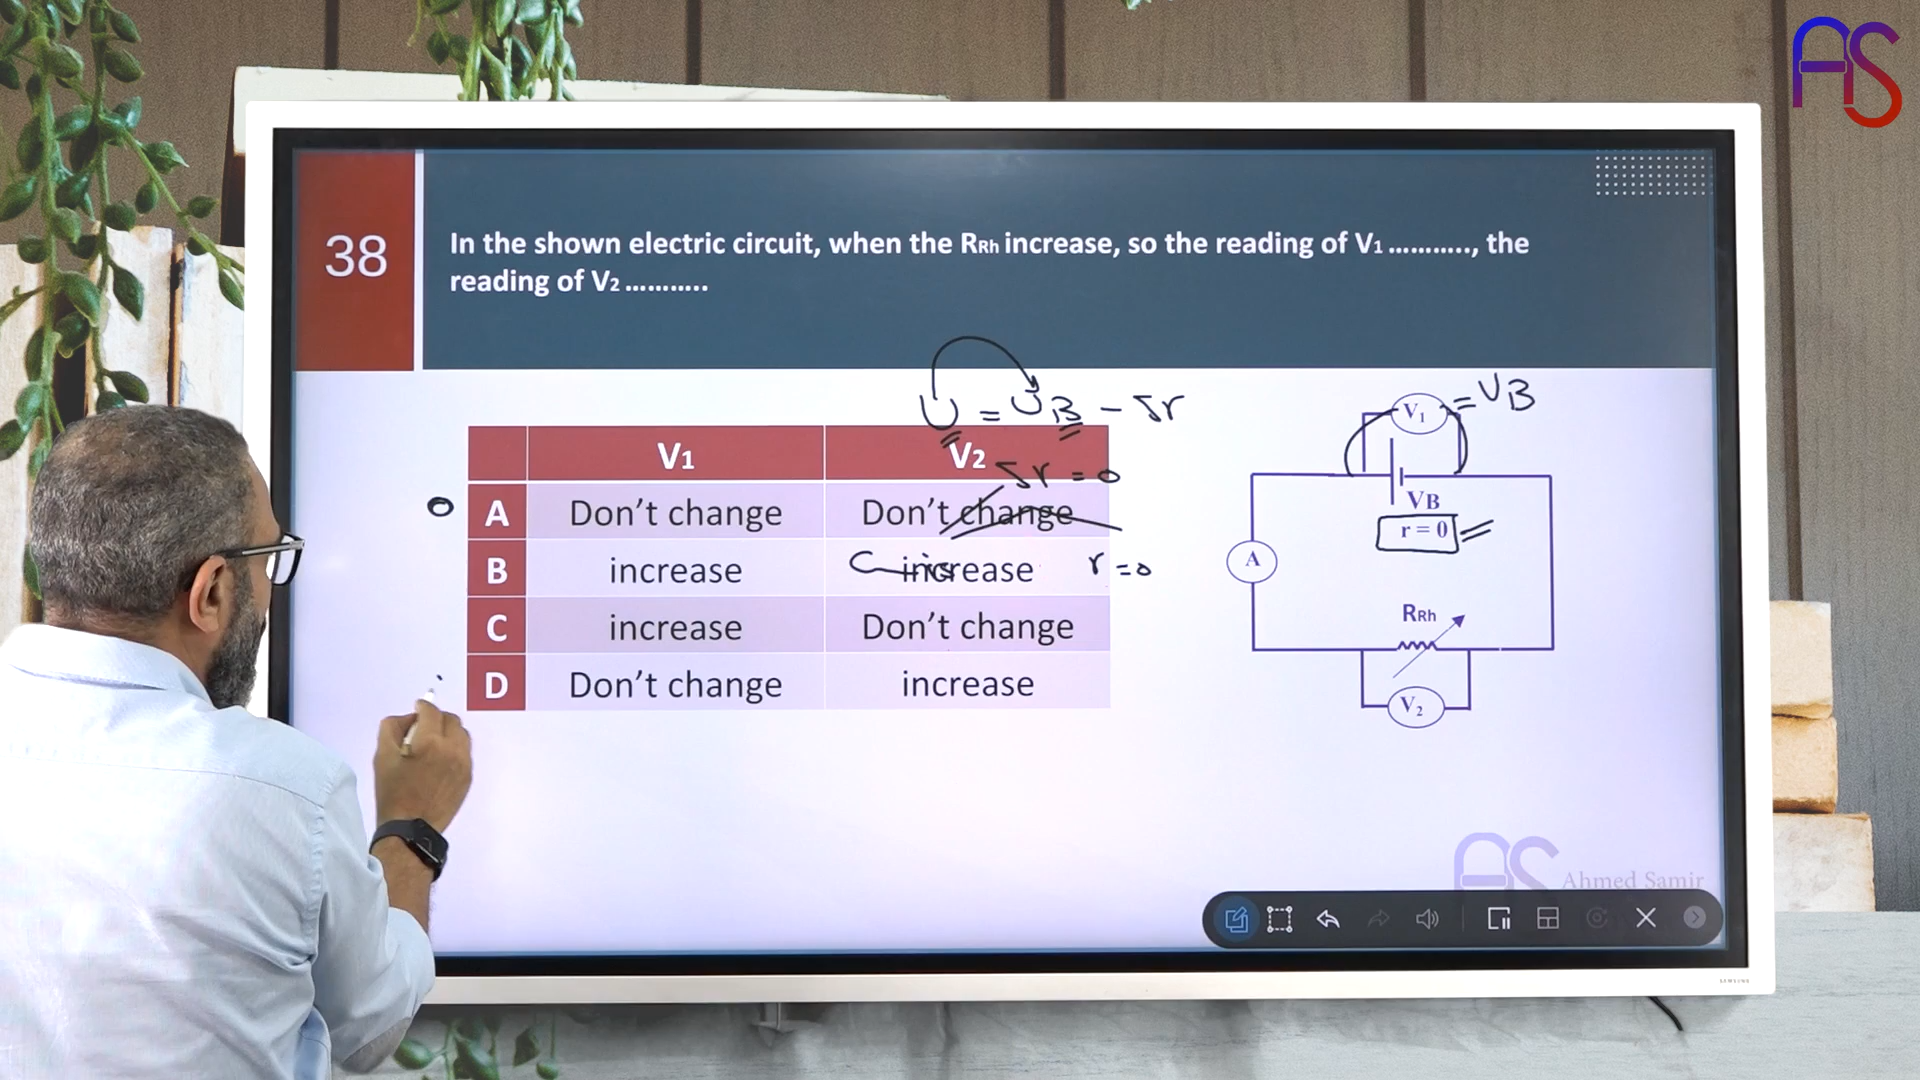 AS
38
In the shown electric circuit, when the RRh increase, so the reading of V1 ..........., the
reading of V2 ...........
V = VB - Ir
V1 = VB
V1 V2
Ir = 0
A Don't change Don't change
B increase increase r = 0
C increase Don't change
D Don't change increase
VB
r = 0
A
RRh
V2
Ahmed Samir
SAMSUNG